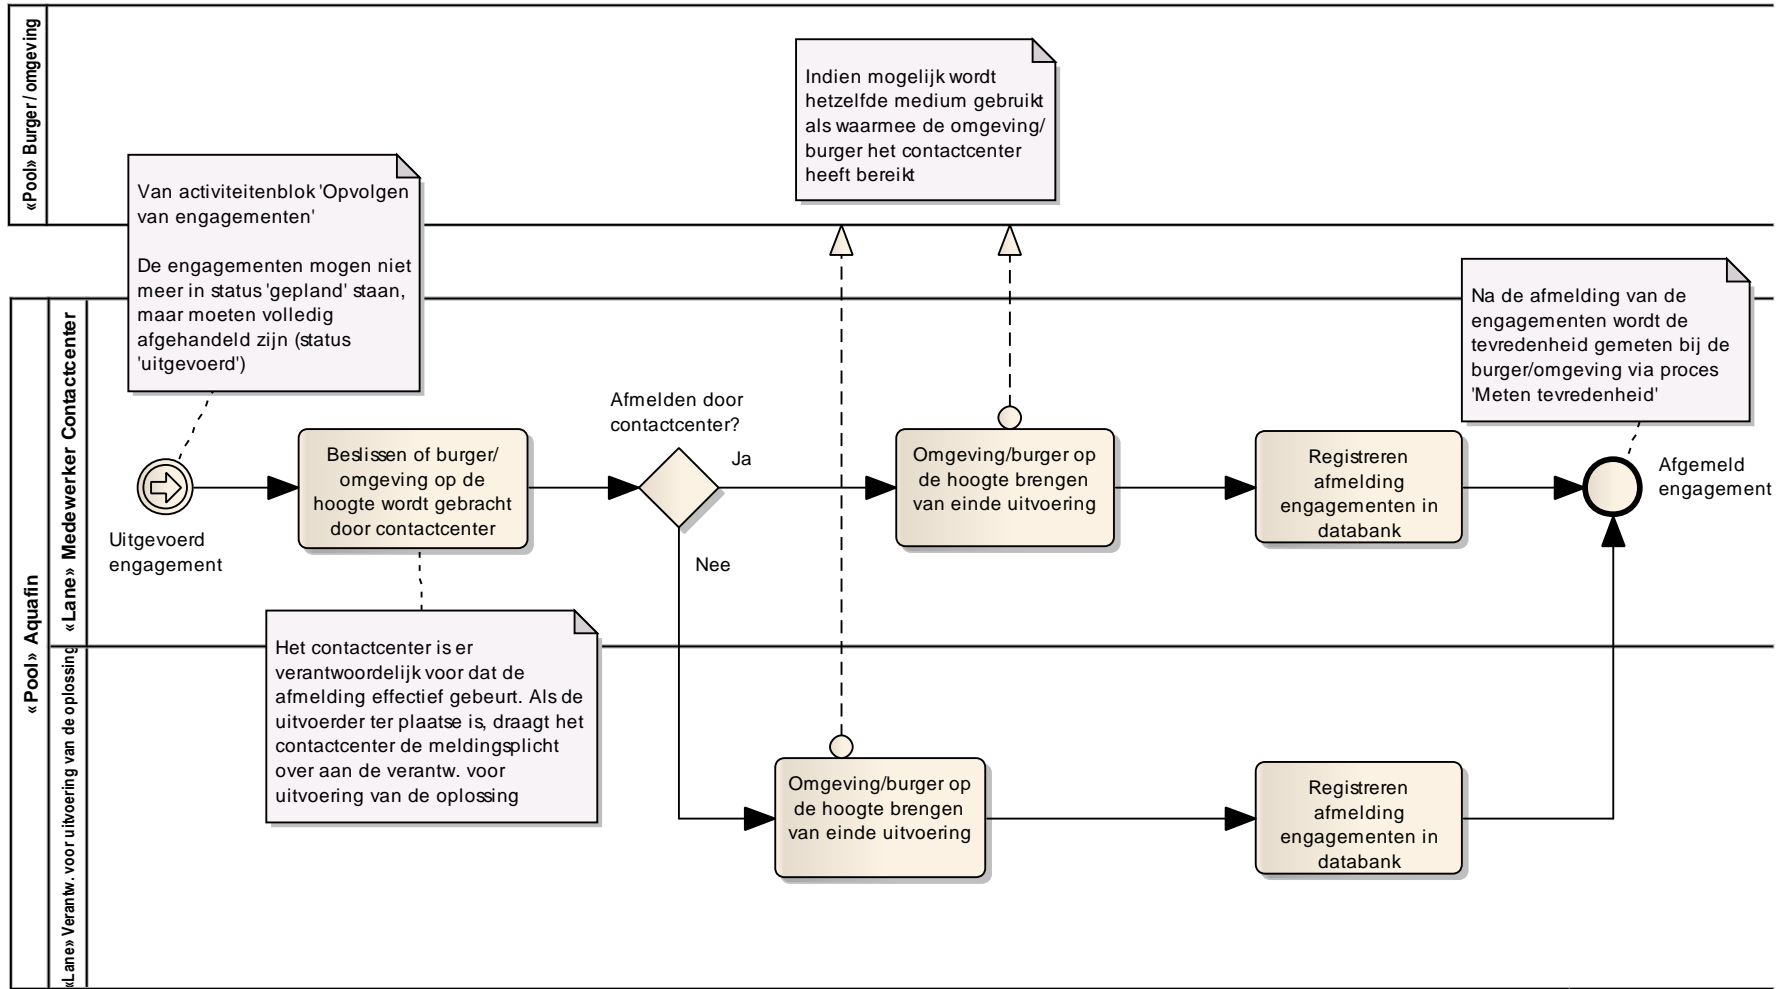 «Pool» Burger / omgeving
Indien mogelijk wordt
hetzelfde medium gebruikt
als waarmee de omgeving/
burger het contactcenter
heeft bereikt
Van activiteitenblok 'Opvolgen
van engagementen'
De engagementen mogen niet
meer in status 'gepland' staan,
maar moeten volledig
afgehandeld zijn (status
'uitgevoerd')
Na de afmelding van de
engagementen wordt de
tevredenheid gemeten bij de
burger/omgeving via proces
'Meten tevredenheid'
«Pool» Aquafin
«Lane» Medewerker Contactcenter
Uitgevoerd
engagement
Beslissen of burger/
omgeving op de
hoogte wordt gebracht
door contactcenter
Afmelden door
contactcenter?
Ja
Nee
Omgeving/burger op
de hoogte brengen
van einde uitvoering
Registreren
afmelding
engagementen in
databank
Afgemeld
engagement
«Lane» Verantw. voor uitvoering van de oplossing
Het contactcenter is er
verantwoordelijk voor dat de
afmelding effectief gebeurt. Als de
uitvoerder ter plaatse is, draagt het
contactcenter de meldingsplicht
over aan de verantw. voor
uitvoering van de oplossing
Omgeving/burger op
de hoogte brengen
van einde uitvoering
Registreren
afmelding
engagementen in
databank